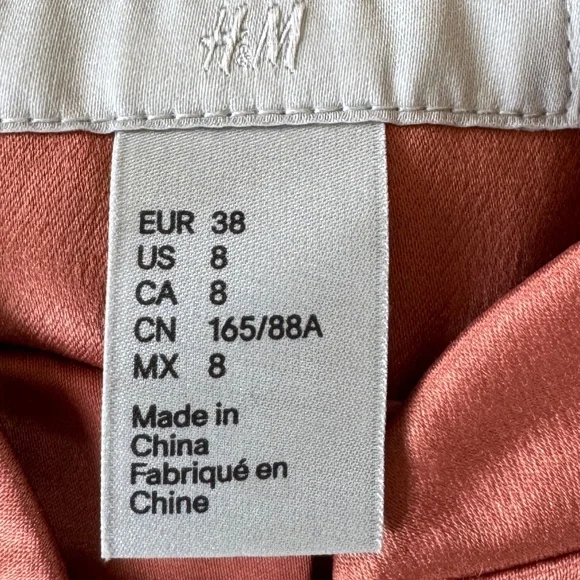 H&M
EUR 38
US 8
CA 8
CN 165/88A
MX 8
Made in
China
Fabriqué en
Chine